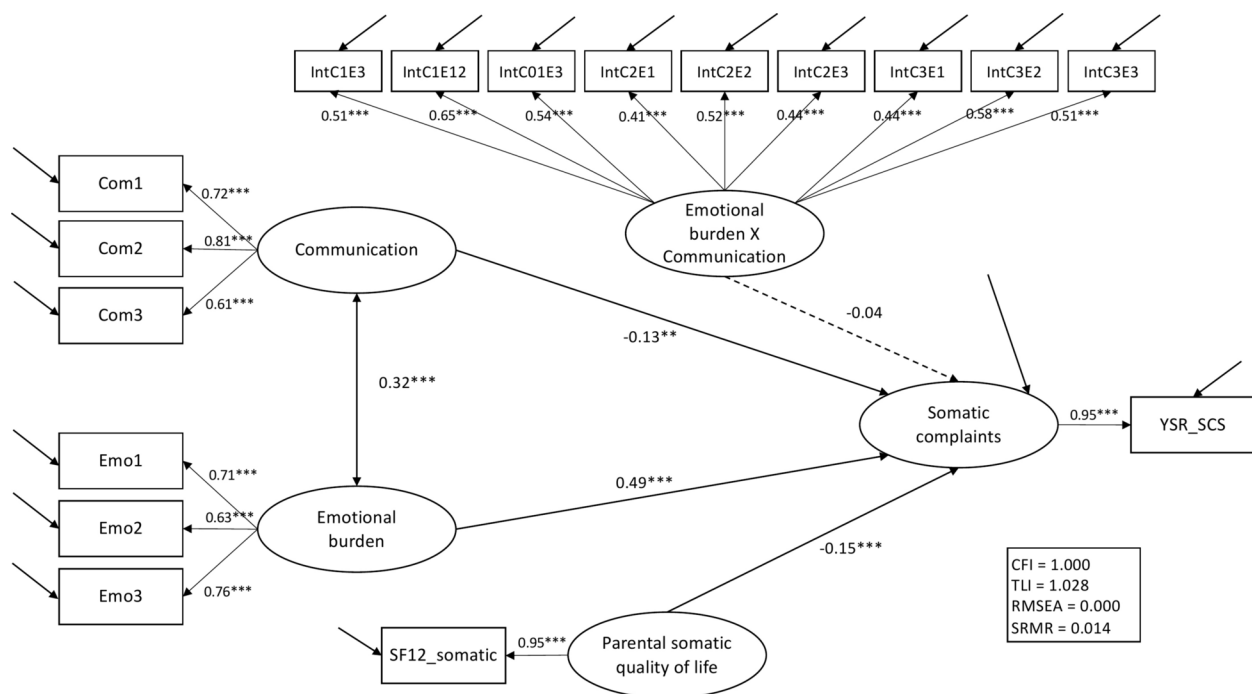 IntC1E3 IntC1E12 IntC01E3 IntC2E1 IntC2E2 IntC2E3 IntC3E1 IntC3E2 IntC3E3
0.51*** 0.65*** 0.54*** 0.41*** 0.52*** 0.44*** 0.44*** 0.58*** 0.51***
Com1
0.72***
Com2
0.81***
Com3
0.61***
Communication
Emotional
burden X
Communication
-0.04
-0.13**
0.32***
Somatic
complaints
0.95***
YSR_SCS
Emo1
0.71***
Emo2
0.63***
Emo3
0.76***
Emotional
burden
0.49***
-0.15***
SF12_somatic
0.95***
Parental somatic
quality of life
CFI = 1.000
TLI = 1.028
RMSEA = 0.000
SRMR = 0.014